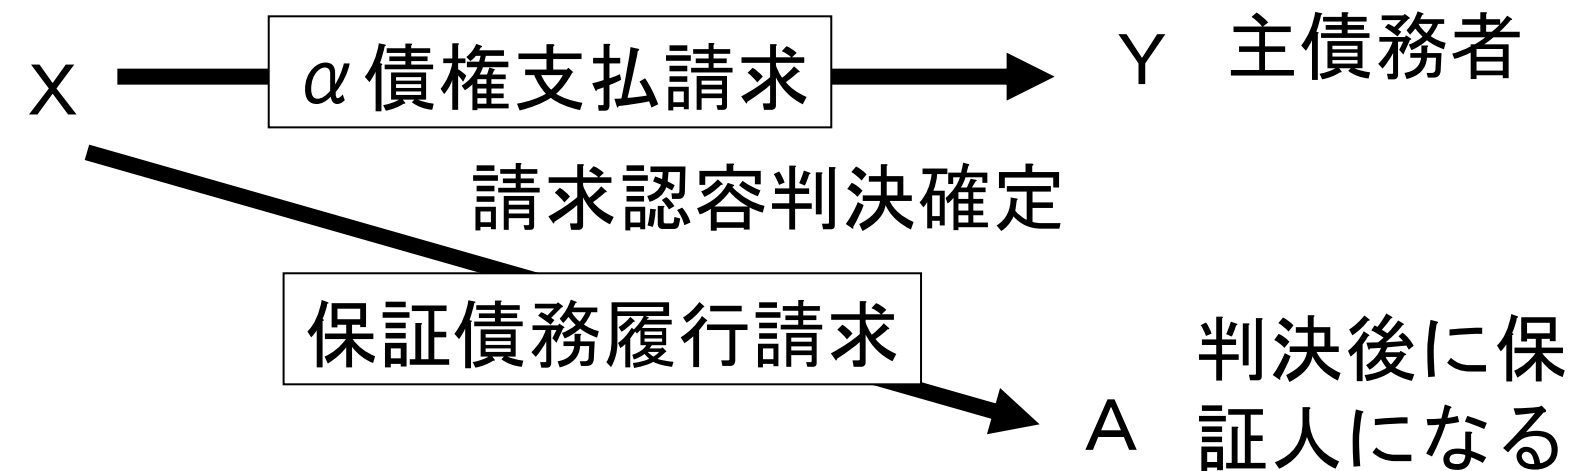 X
α債権支払請求
Y
主債務者
請求認容判決確定
保証債務履行請求
A
判決後に保
証人になる